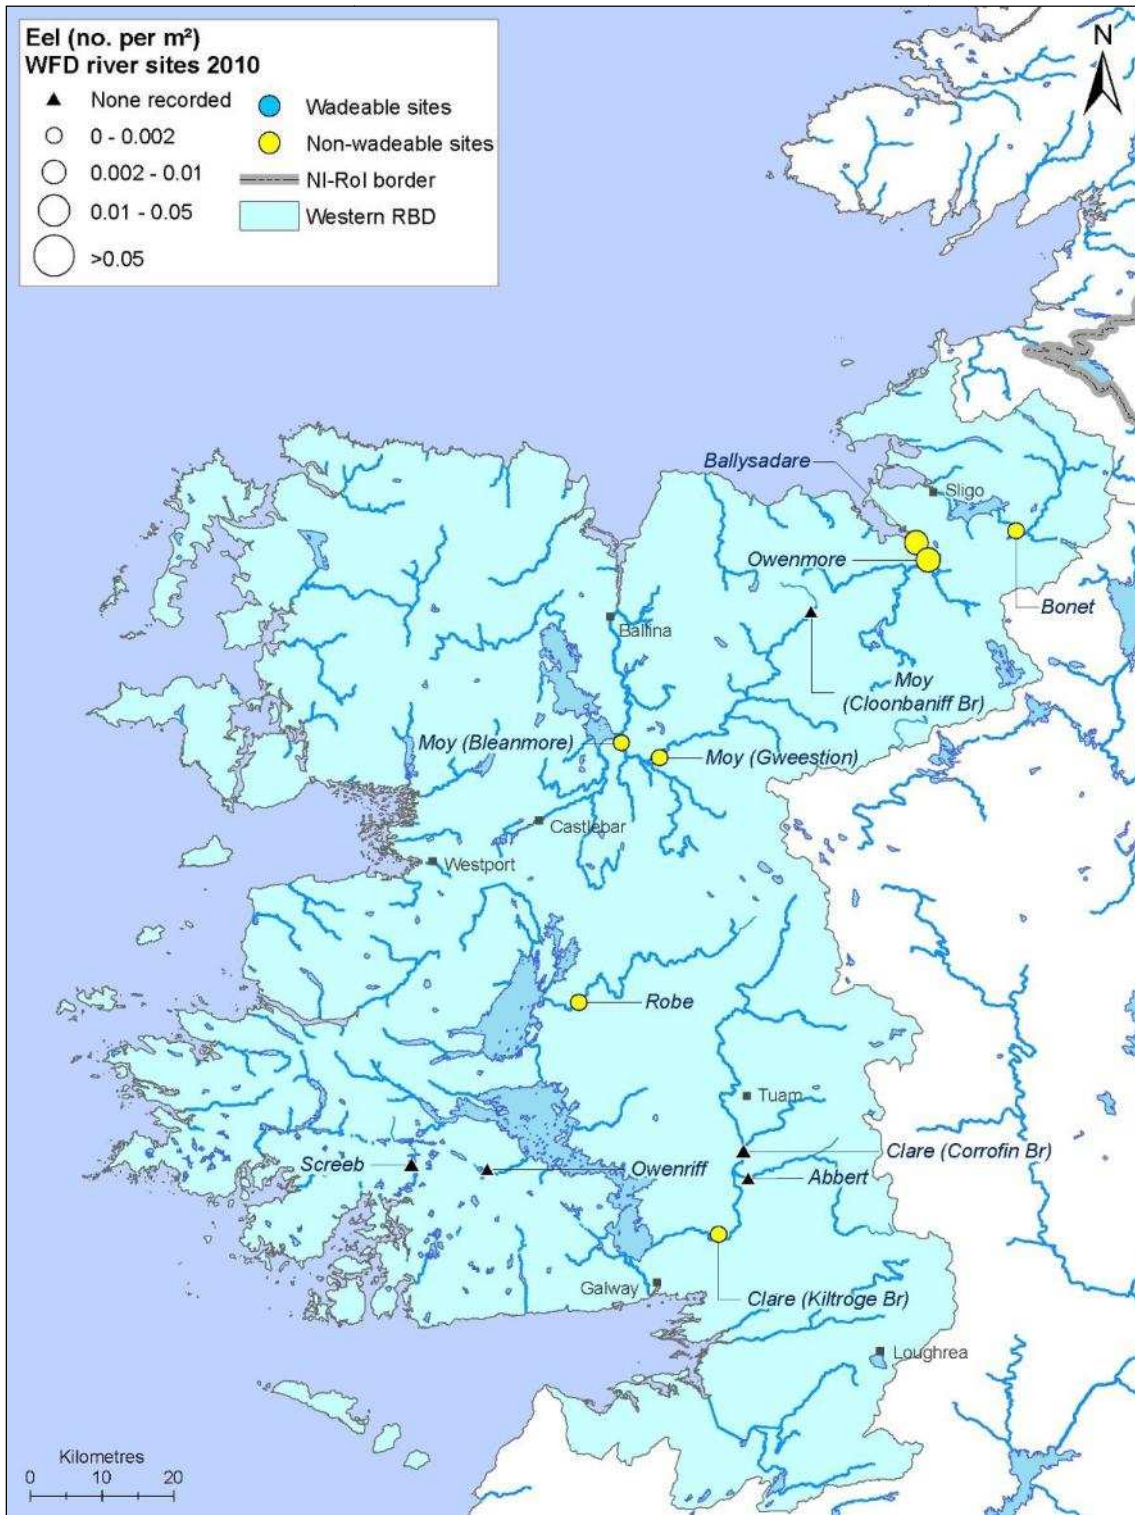 Eel (no. per m²)
WFD river sites 2010
None recorded
0 - 0.002
0.002 - 0.01
0.01 - 0.05
>0.05
Wadeable sites
Non-wadeable sites
NI-RoI border
Western RBD
N
Ballysadare
Sligo
Owenmore
Bonet
Ballina
Moy
(Cloonbaniff Br)
Moy (Bleanmore)
Moy (Gweestion)
Castlebar
Westport
Robe
Tuam
Clare (Corrofin Br)
Screeb
Owenriff
Abbert
Galway
Clare (Kiltroge Br)
Loughrea
Kilometres
0 10 20